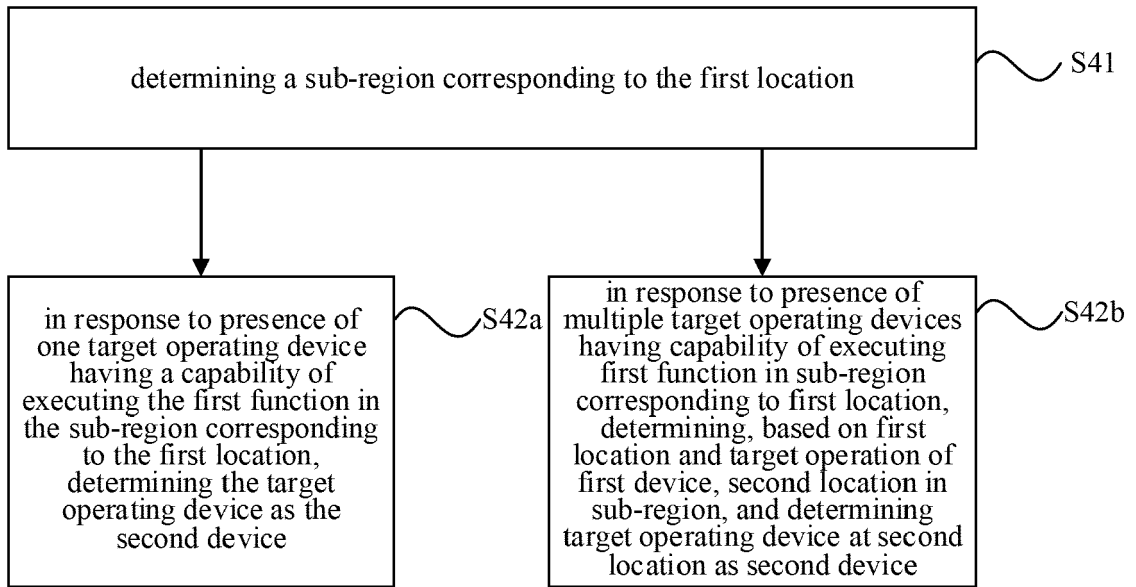 determining a sub-region corresponding to the first location
S41
in response to presence of
one target operating device
having a capability of
executing the first function in
the sub-region corresponding
to the first location,
determining the target
operating device as the
second device
S42a
in response to presence of
multiple target operating devices
having capability of executing
first function in sub-region
corresponding to first location,
determining, based on first
location and target operation of
first device, second location in
sub-region, and determining
target operating device at second
location as second device
S42b